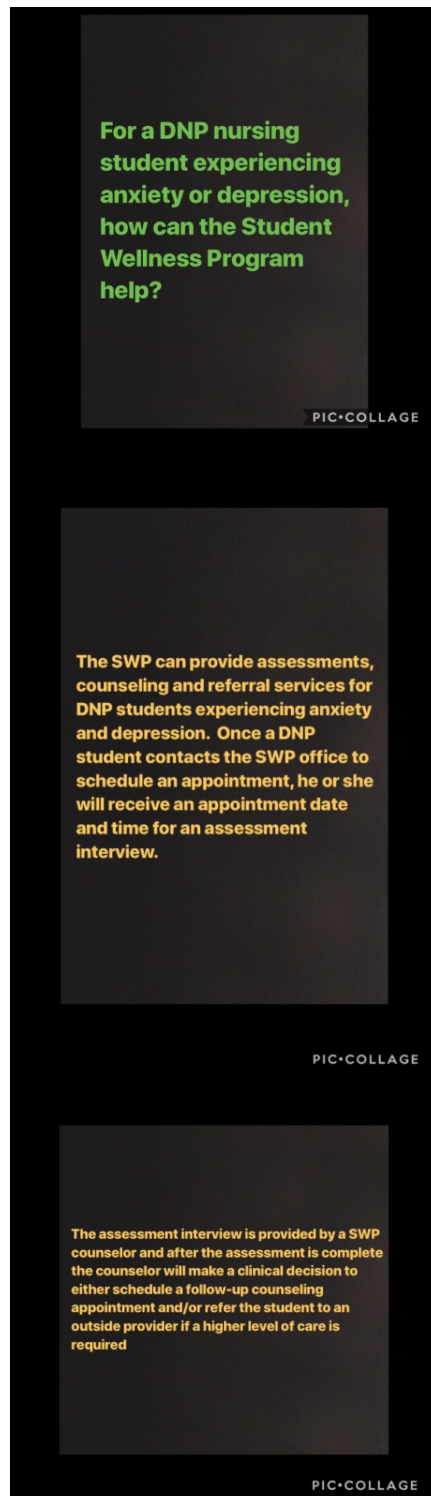 For a DNP nursing
student experiencing
anxiety or depression,
how can the Student
Wellness Program
help?
PIC•COLLAGE
The SWP can provide assessments,
counseling and referral services for
DNP students experiencing anxiety
and depression.  Once a DNP
student contacts the SWP office to
schedule an appointment, he or she
will receive an appointment date
and time for an assessment
interview.
PIC•COLLAGE
The assessment interview is provided by a SWP
counselor and after the assessment is complete
the counselor will make a clinical decision to
either schedule a follow-up counseling
appointment and/or refer the student to an
outside provider if a higher level of care is
required
PIC•COLLAGE